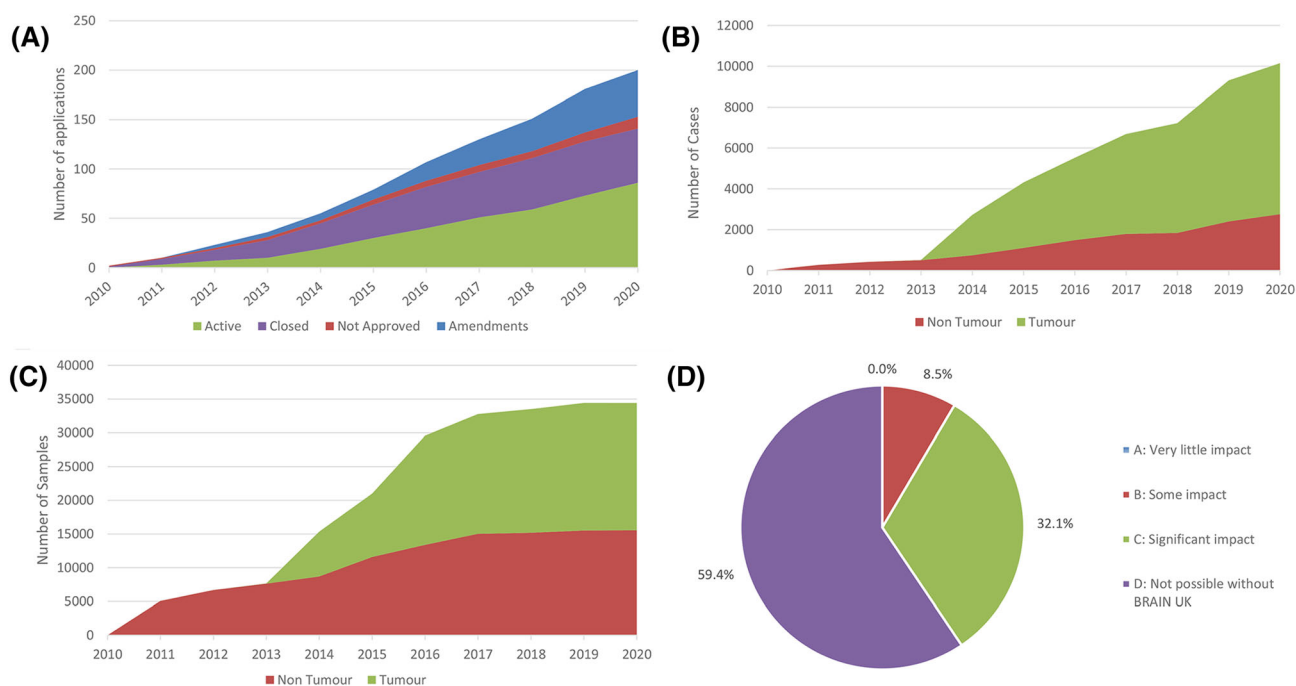 (A)
250
200
150
100
50
0
Number of applications
2010 2011 2012 2013 2014 2015 2016 2017 2018 2019 2020
Active Closed Not Approved Amendments
(B)
12000
10000
8000
6000
4000
2000
0
Number of Cases
2010 2011 2012 2013 2014 2015 2016 2017 2018 2019 2020
Non Tumour Tumour
(C)
40000
35000
30000
25000
20000
15000
10000
5000
0
Number of Samples
2010 2011 2012 2013 2014 2015 2016 2017 2018 2019 2020
Non Tumour Tumour
(D)
0.0%
8.5%
32.1%
59.4%
A: Very little impact
B: Some impact
C: Significant impact
D: Not possible without
BRAIN UK